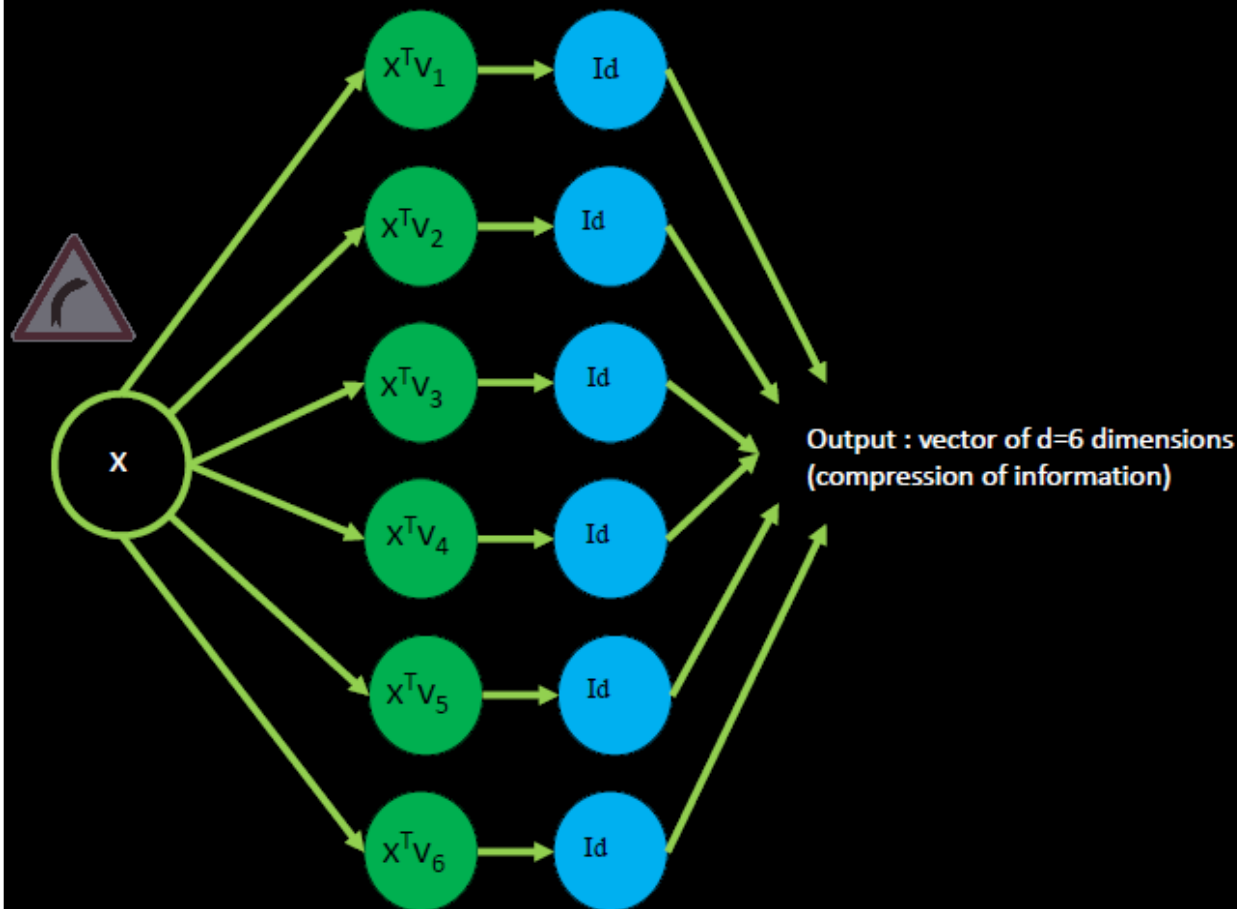 XᵀV₁ Id
XᵀV₂ Id
XᵀV₃ Id
X
Output : vector of d=6 dimensions
(compression of information)
XᵀV₄ Id
XᵀV₅ Id
XᵀV₆ Id